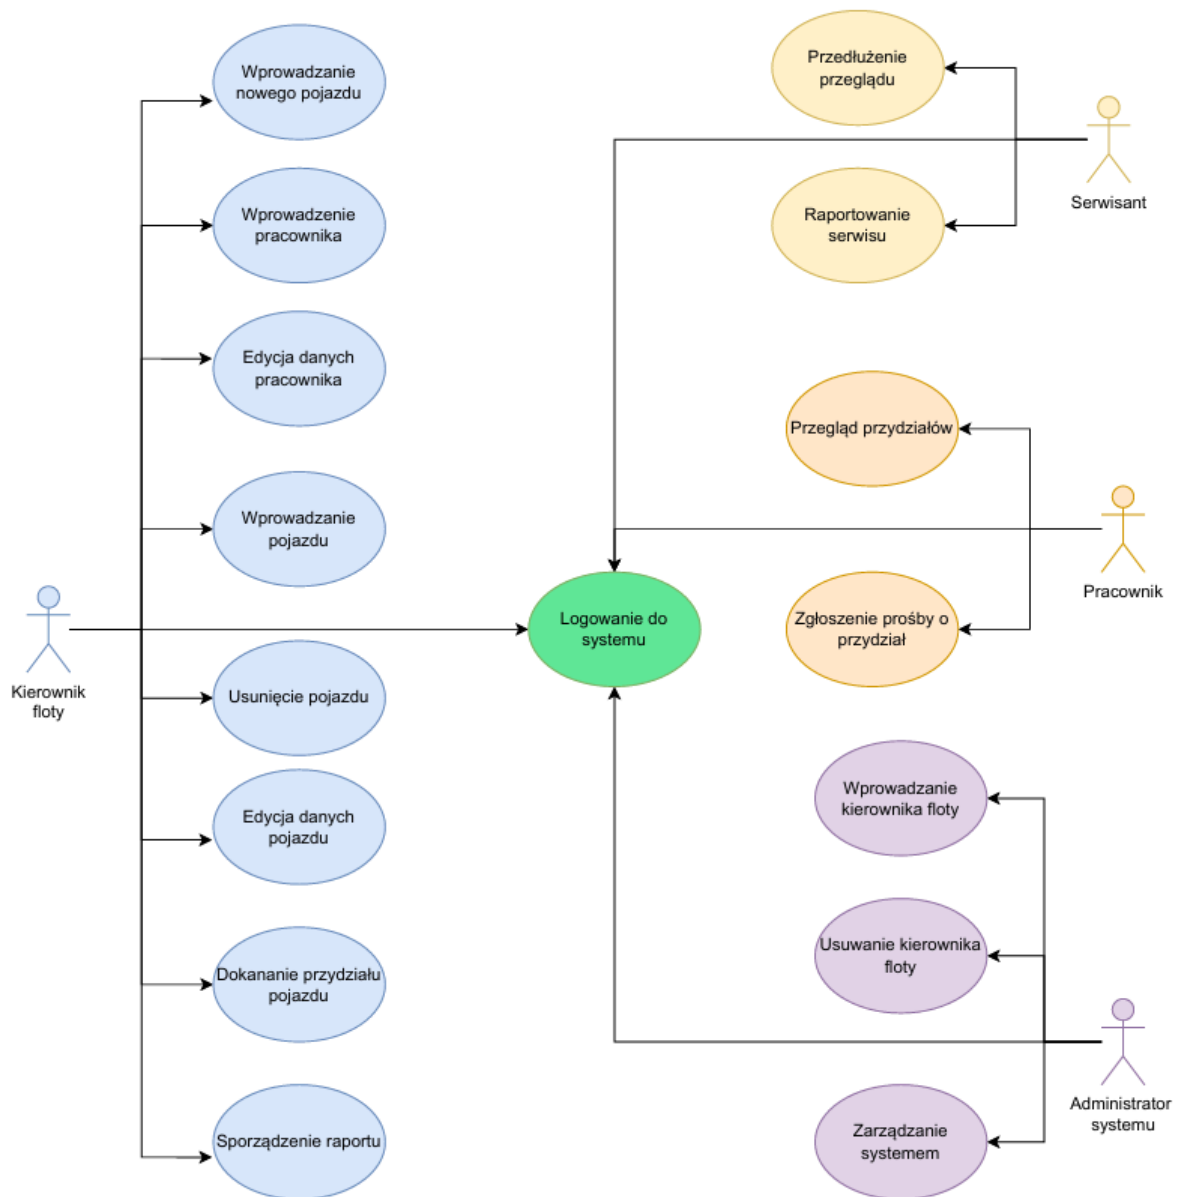 Wprowadzanie
nowego pojazdu
Wprowadzenie
pracownika
Edycja danych
pracownika
Wprowadzanie
pojazdu
Kierownik
floty
Usunięcie pojazdu
Edycja danych
pojazdu
Dokananie przydziału
pojazdu
Sporządzenie raportu
Logowanie do
systemu
Przedłużenie
przeglądu
Raportowanie
serwisu
Serwisant
Przegląd przydziałów
Zgłoszenie prośby o
przydział
Pracownik
Wprowadzanie
kierownika floty
Usuwanie kierownika
floty
Zarządzanie
systemem
Administrator
systemu